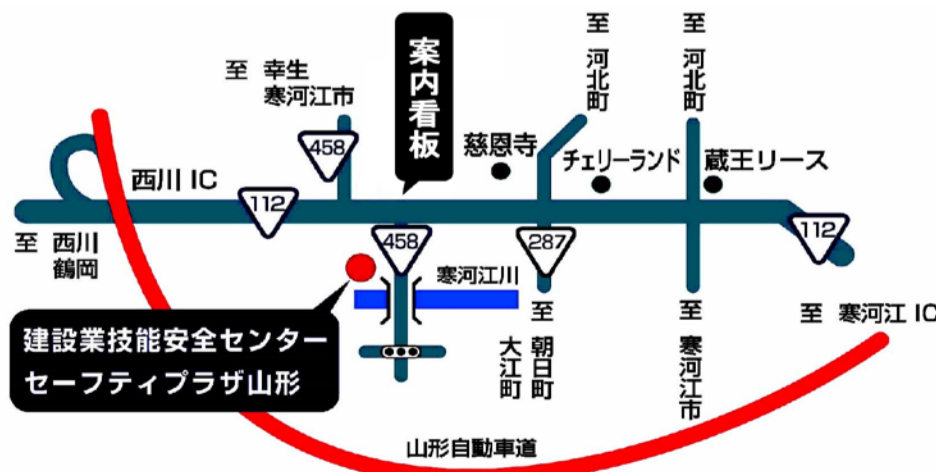 案内看板
至 幸生
寒河江市
458
至 河北町
至 河北町
慈恩寺
チェリーランド
蔵王リース
西川 IC
112
458
287
112
至 西川
鶴岡
寒河江川
建設業技能安全センター
セーフティプラザ山形
至 朝日町
大江町
至 寒河江市
至 寒河江 IC
山形自動車道